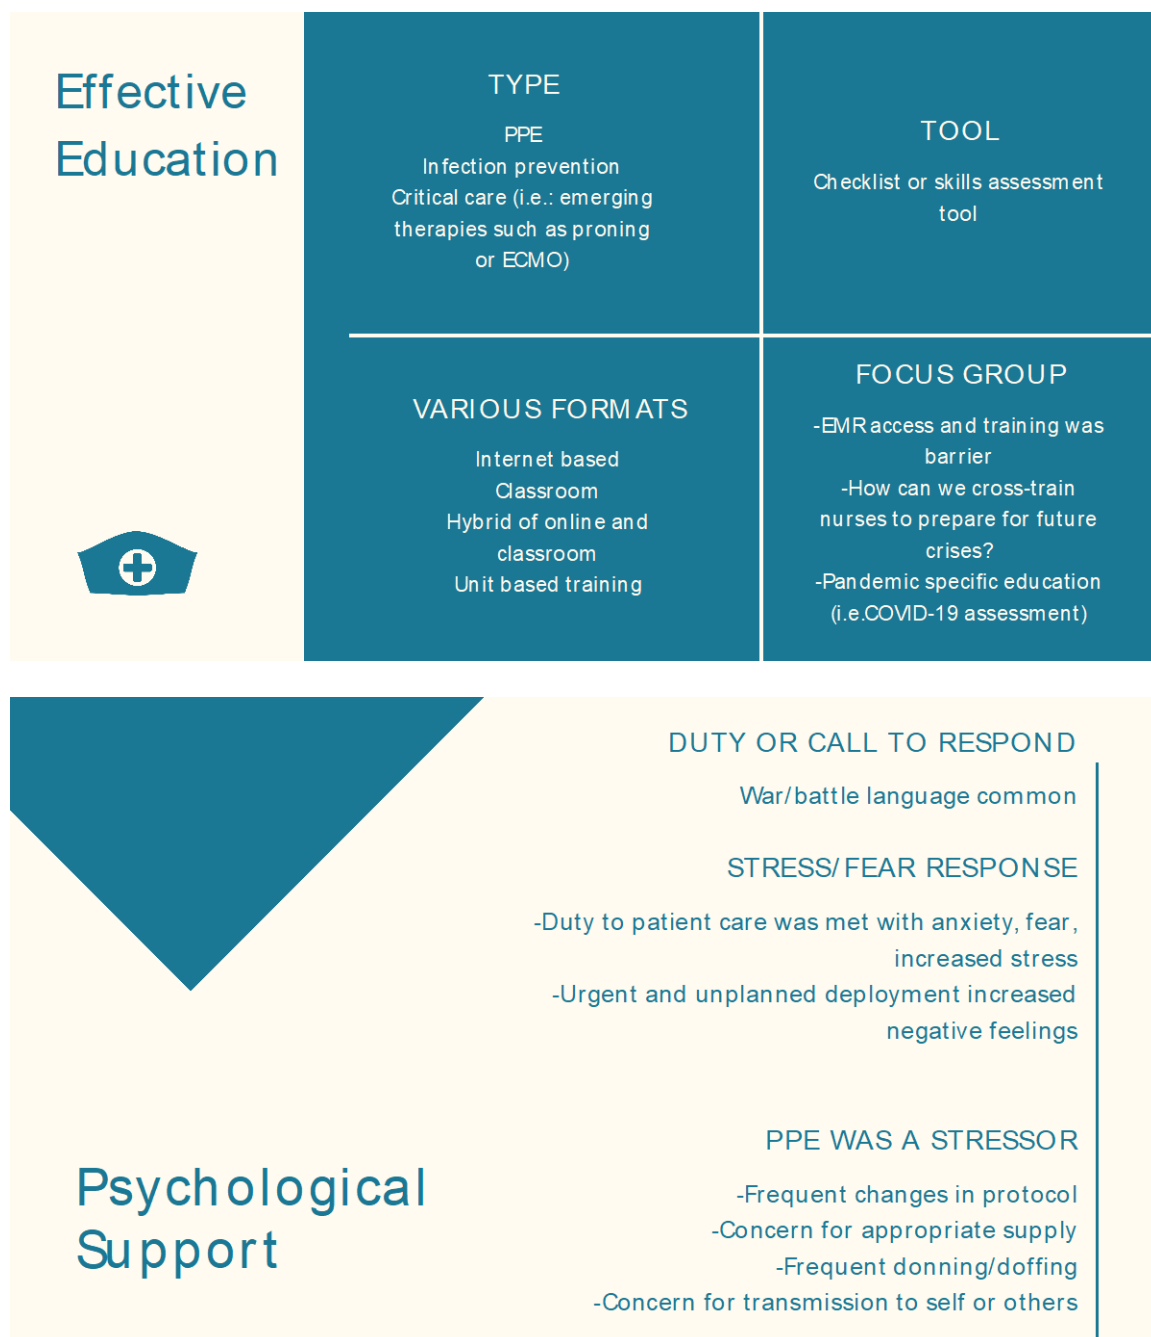 Effective
Education
TYPE
PPE
Infection prevention
Critical care (i.e.: emerging
therapies such as proning
or ECMO)
TOOL
Checklist or skills assessment
tool
VARIOUS FORMATS
Internet based
Classroom
Hybrid of online and
classroom
Unit based training
FOCUS GROUP
-EMR access and training was
barrier
-How can we cross-train
nurses to prepare for future
crises?
-Pandemic specific education
(i.e.COVID-19 assessment)
DUTY OR CALL TO RESPOND
War/battle language common
STRESS/FEAR RESPONSE
-Duty to patient care was met with anxiety, fear,
increased stress
-Urgent and unplanned deployment increased
negative feelings
PPE WAS A STRESSOR
-Frequent changes in protocol
-Concern for appropriate supply
-Frequent donning/doffing
-Concern for transmission to self or others
Psychological
Support